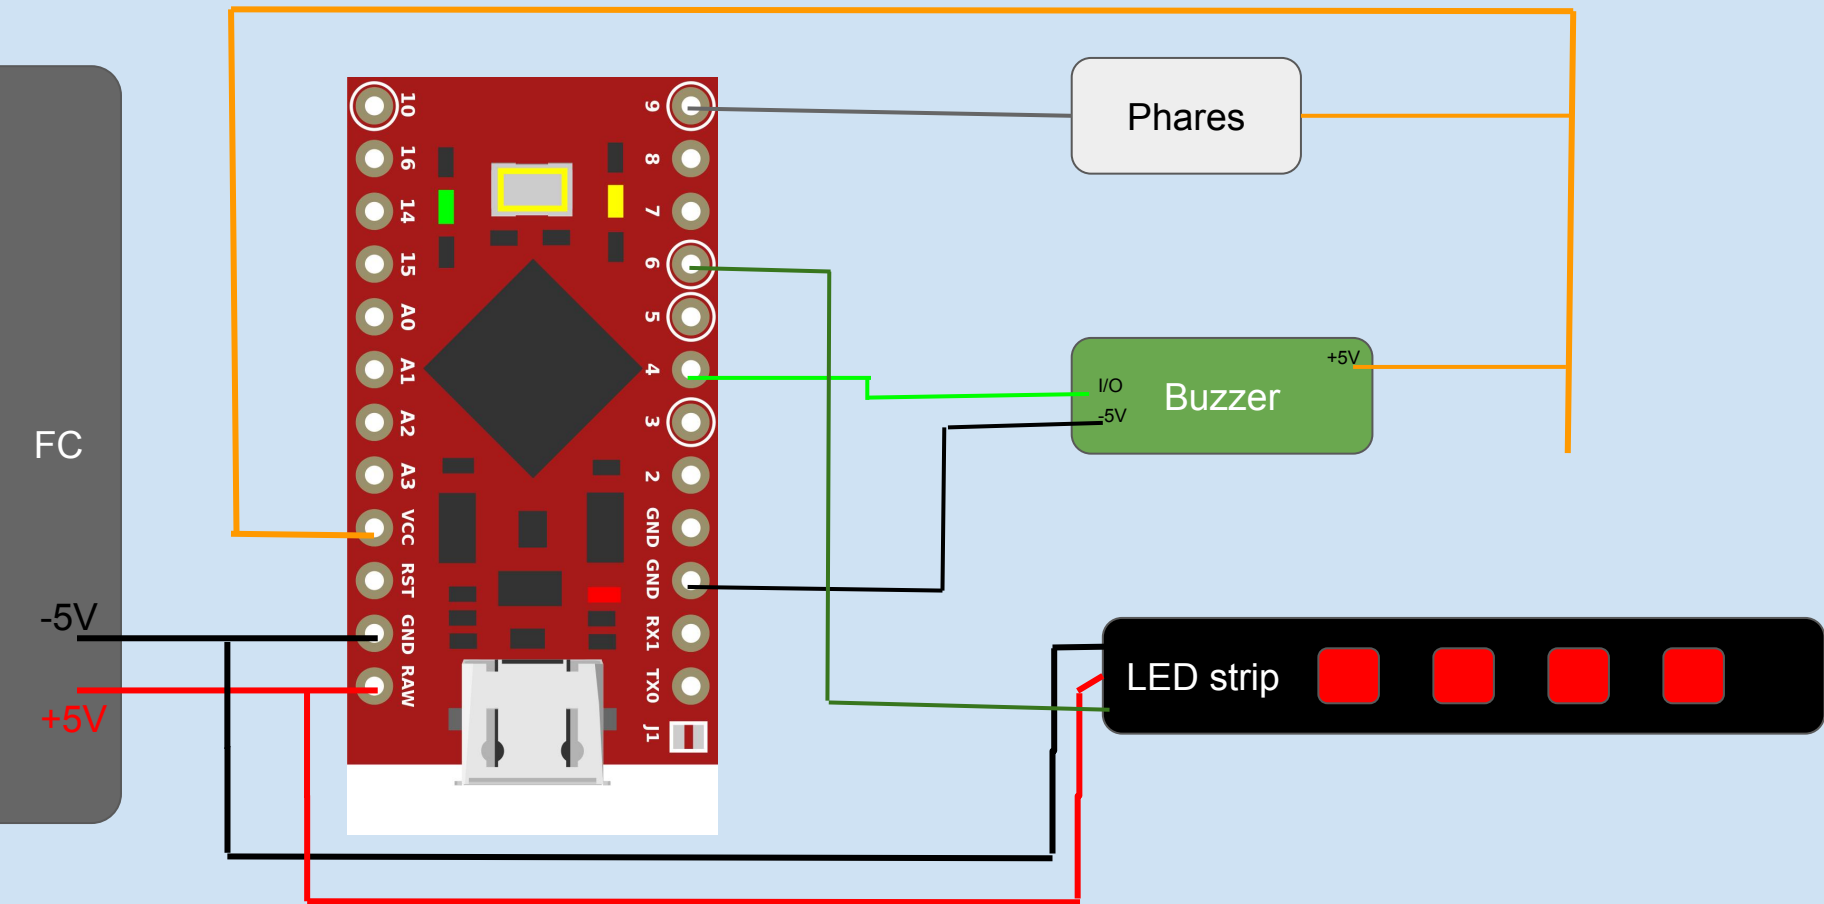 FC
-5V
+5V
10
16
14
15
A0
A1
A2
A3
VCC
RST
GND
RAW
9
8
7
6
5
4
3
2
GND
GND
RX1
TX0
J1
Phares
+5V
I/O
Buzzer
-5V
LED strip